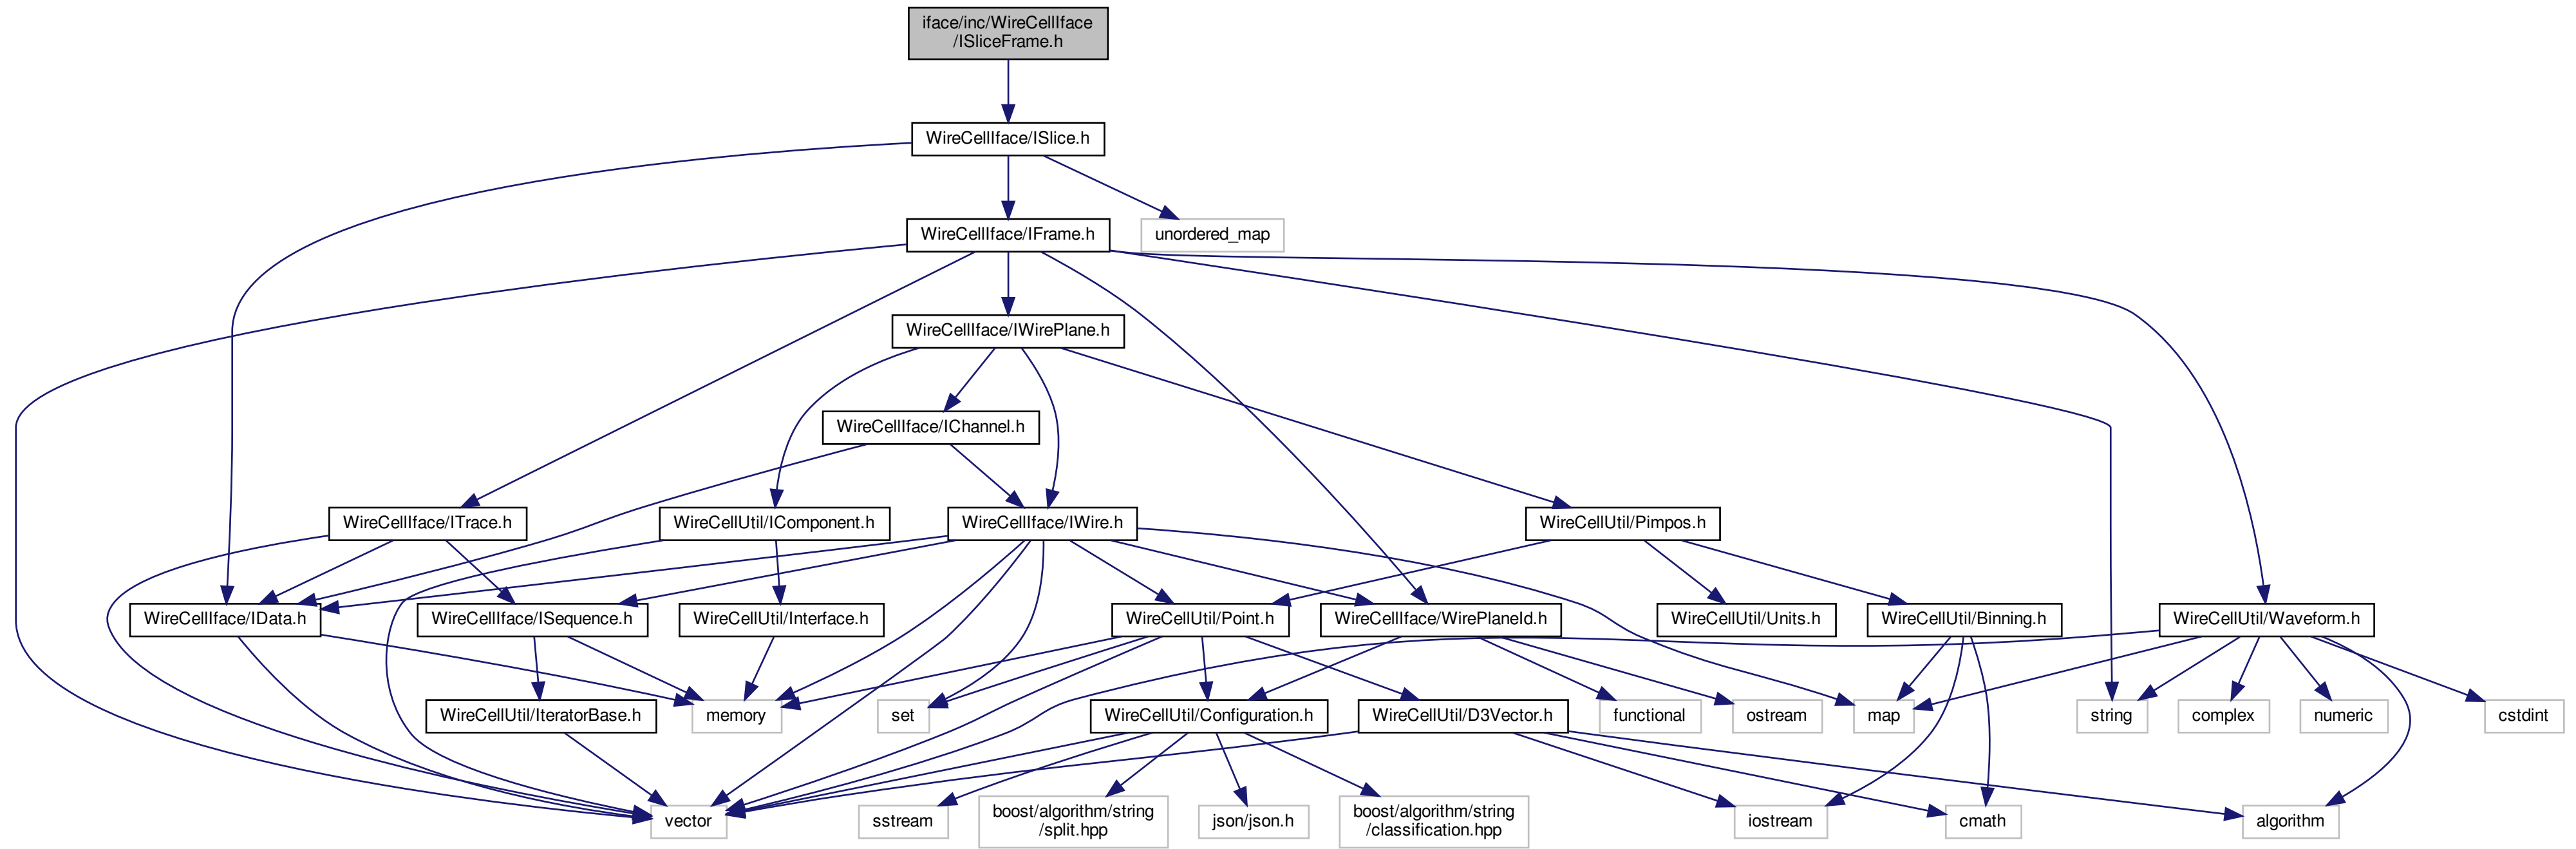 iface/inc/WireCellIface
/ISliceFrame.h
WireCellIface/ISlice.h
WireCellIface/IFrame.h
unordered_map
WireCellIface/IWirePlane.h
WireCellIface/IChannel.h
WireCellIface/ITrace.h
WireCellUtil/IComponent.h
WireCellIface/IWire.h
WireCellUtil/Pimpos.h
WireCellIface/IData.h
WireCellIface/ISequence.h
WireCellUtil/Interface.h
WireCellUtil/Point.h
WireCellIface/WirePlaneId.h
WireCellUtil/Units.h
WireCellUtil/Binning.h
WireCellUtil/Waveform.h
WireCellUtil/IteratorBase.h
memory
set
WireCellUtil/Configuration.h
WireCellUtil/D3Vector.h
functional
ostream
map
string
complex
numeric
cstdint
vector
sstream
boost/algorithm/string
/split.hpp
json/json.h
boost/algorithm/string
/classification.hpp
iostream
cmath
algorithm